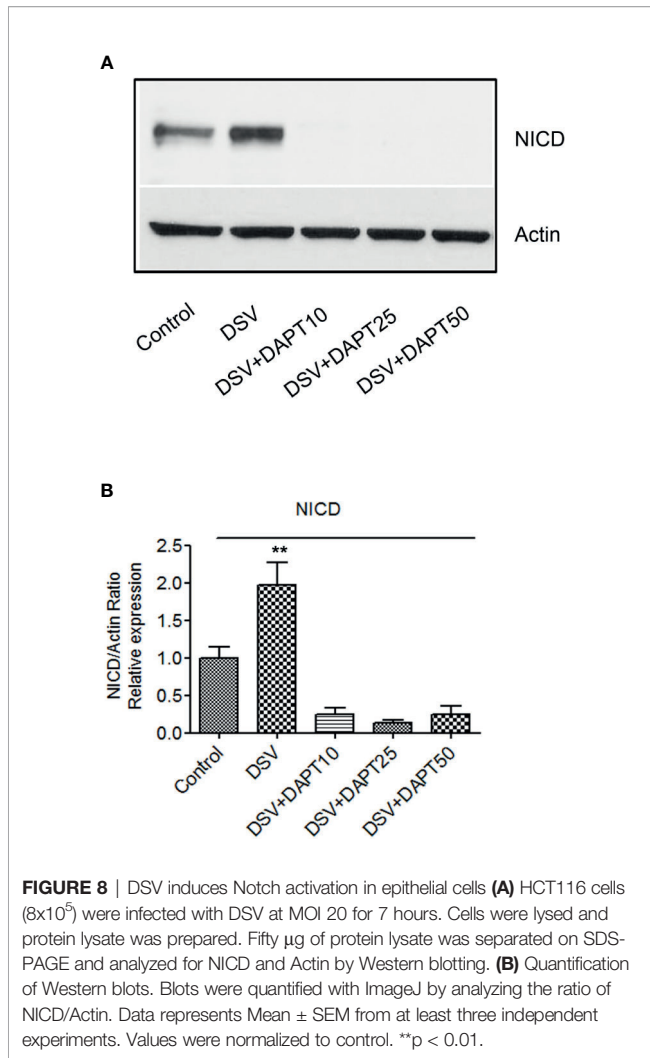 A
NICD
Actin
Control
DSV
DSV+DAPT10
DSV+DAPT25
DSV+DAPT50
B
NICD
**
NICD/Actin Ratio
Relative expression
2.5
2.0
1.5
1.0
0.5
0.0
Control
DSV
DSV+DAPT10
DSV+DAPT25
DSV+DAPT50
FIGURE 8 | DSV induces Notch activation in epithelial cells (A) HCT116 cells
(8x10⁵) were infected with DSV at MOI 20 for 7 hours. Cells were lysed and
protein lysate was prepared. Fifty µg of protein lysate was separated on SDS-
PAGE and analyzed for NICD and Actin by Western blotting. (B) Quantification
of Western blots. Blots were quantified with ImageJ by analyzing the ratio of
NICD/Actin. Data represents Mean ± SEM from at least three independent
experiments. Values were normalized to control. **p < 0.01.